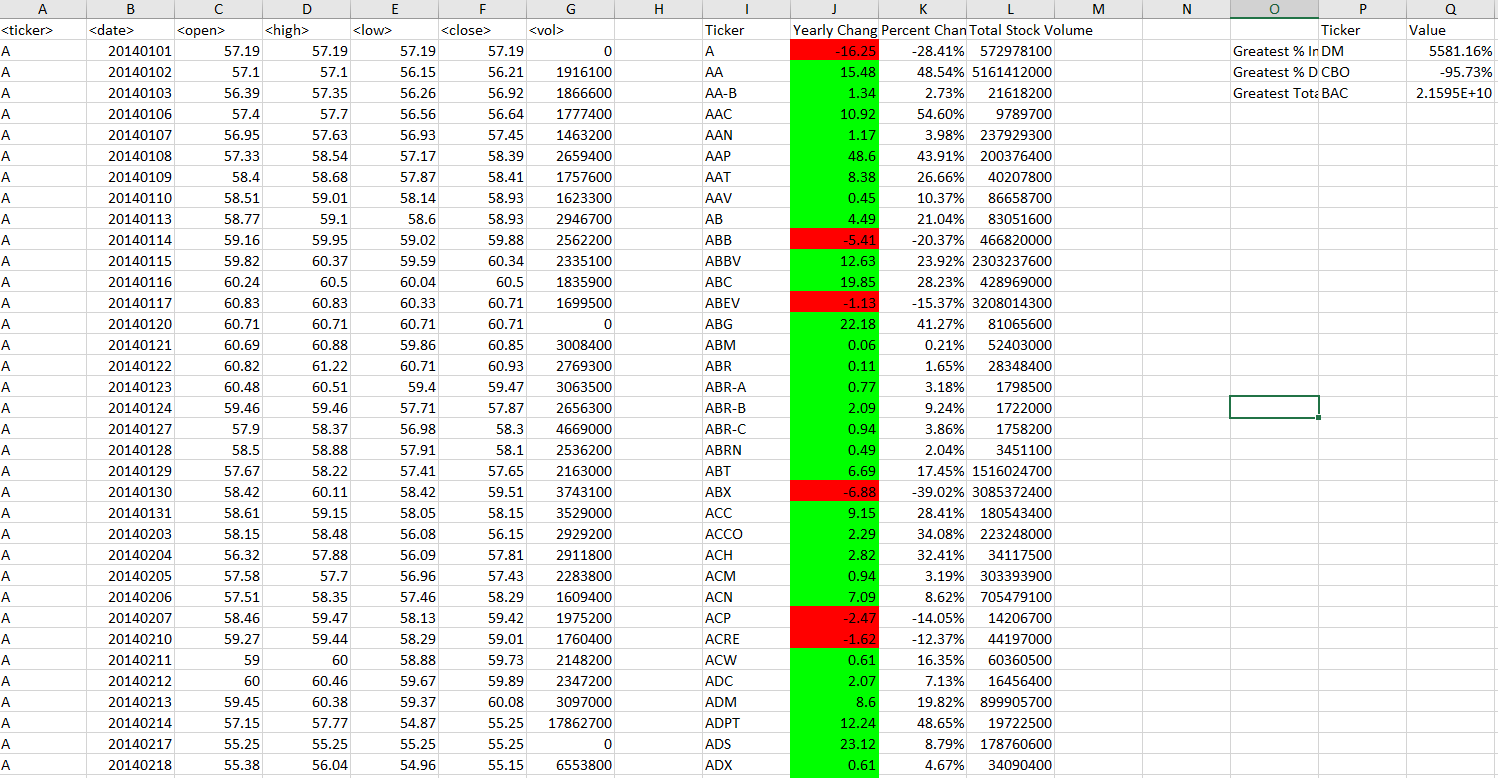 A B C D E F G H I J K L M N O P Q
<ticker> <date> <open> <high> <low> <close> <vol> Ticker Yearly Chang Percent Chan Total Stock Volume Ticker Value
A 20140101 57.19 57.19 57.19 57.19 0 A -16.25 -28.41% 572978100 Greatest % In DM 5581.16%
A 20140102 57.1 57.1 56.15 56.21 1916100 AA 15.48 48.54% 5161412000 Greatest % D CBO -95.73%
A 20140103 56.39 57.35 56.26 56.92 1866600 AA-B 1.34 2.73% 21618200 Greatest Tota BAC 2.1595E+10
A 20140106 57.4 57.7 56.56 56.64 1777400 AAC 10.92 54.60% 9789700
A 20140107 56.95 57.63 56.93 57.45 1463200 AAN 1.17 3.98% 237929300
A 20140108 57.33 58.54 57.17 58.39 2659400 AAP 48.6 43.91% 200376400
A 20140109 58.4 58.68 57.87 58.41 1757600 AAT 8.38 26.66% 40207800
A 20140110 58.51 59.01 58.14 58.93 1623300 AAV 0.45 10.37% 86658700
A 20140113 58.77 59.1 58.6 58.93 2946700 AB 4.49 21.04% 83051600
A 20140114 59.16 59.95 59.02 59.88 2562200 ABB -5.41 -20.37% 466820000
A 20140115 59.82 60.37 59.59 60.34 2335100 ABBV 12.63 23.92% 2303237600
A 20140116 60.24 60.5 60.04 60.5 1835900 ABC 19.85 28.23% 428969000
A 20140117 60.83 60.83 60.33 60.71 1699500 ABEV -1.13 -15.37% 3208014300
A 20140120 60.71 60.71 60.71 60.71 0 ABG 22.18 41.27% 81065600
A 20140121 60.69 60.88 59.86 60.85 3008400 ABM 0.06 0.21% 52403000
A 20140122 60.82 61.22 60.71 60.93 2769300 ABR 0.11 1.65% 28348400
A 20140123 60.48 60.51 59.4 59.47 3063500 ABR-A 0.77 3.18% 1798500
A 20140124 59.46 59.46 57.71 57.87 2656300 ABR-B 2.09 9.24% 1722000
A 20140127 57.9 58.37 56.98 58.3 4669000 ABR-C 0.94 3.86% 1758200
A 20140128 58.5 58.88 57.91 58.1 2536200 ABRN 0.49 2.04% 3451100
A 20140129 57.67 58.22 57.41 57.65 2163000 ABT 6.69 17.45% 1516024700
A 20140130 58.42 60.11 58.42 59.51 3743100 ABX -6.88 -39.02% 3085372400
A 20140131 58.61 59.15 58.05 58.15 3529000 ACC 9.15 28.41% 180543400
A 20140203 58.15 58.48 56.08 56.15 2929200 ACCO 2.29 34.08% 223248000
A 20140204 56.32 57.88 56.09 57.81 2911800 ACH 2.82 32.41% 34117500
A 20140205 57.58 57.7 56.96 57.43 2283800 ACM 0.94 3.19% 303393900
A 20140206 57.51 58.35 57.46 58.29 1609400 ACN 7.09 8.62% 705479100
A 20140207 58.46 59.47 58.13 59.42 1975200 ACP -2.47 -14.05% 14206700
A 20140210 59.27 59.44 58.29 59.01 1760400 ACRE -1.62 -12.37% 44197000
A 20140211 59 60 58.88 59.73 2148200 ACW 0.61 16.35% 60360500
A 20140212 60 60.46 59.67 59.89 2347200 ADC 2.07 7.13% 16456400
A 20140213 59.45 60.38 59.37 60.08 3097000 ADM 8.6 19.82% 899905700
A 20140214 57.15 57.77 54.87 55.25 17862700 ADPT 12.24 48.65% 19722500
A 20140217 55.25 55.25 55.25 55.25 0 ADS 23.12 8.79% 178760600
A 20140218 55.38 56.04 54.96 55.15 6553800 ADX 0.61 4.67% 34090400